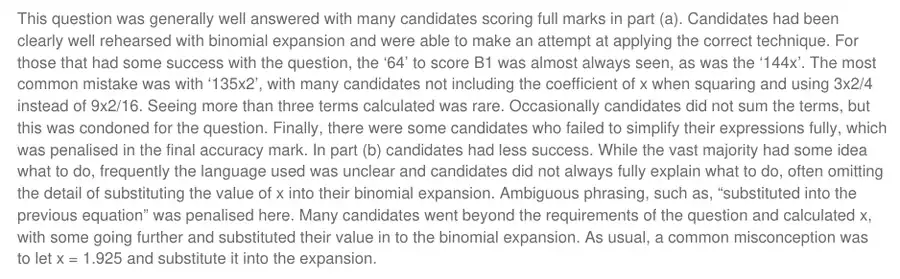 This question was generally well answered with many candidates scoring full marks in part (a). Candidates had been
clearly well rehearsed with binomial expansion and were able to make an attempt at applying the correct technique. For
those that had some success with the question, the ‘64’ to score B1 was almost always seen, as was the ‘144x’. The most
common mistake was with ‘135x2’, with many candidates not including the coefficient of x when squaring and using 3x2/4
instead of 9x2/16. Seeing more than three terms calculated was rare. Occasionally candidates did not sum the terms, but
this was condoned for the question. Finally, there were some candidates who failed to simplify their expressions fully, which
was penalised in the final accuracy mark. In part (b) candidates had less success. While the vast majority had some idea
what to do, frequently the language used was unclear and candidates did not always fully explain what to do, often omitting
the detail of substituting the value of x into their binomial expansion. Ambiguous phrasing, such as, “substituted into the
previous equation” was penalised here. Many candidates went beyond the requirements of the question and calculated x,
with some going further and substituted their value in to the binomial expansion. As usual, a common misconception was
to let x = 1.925 and substitute it into the expansion.